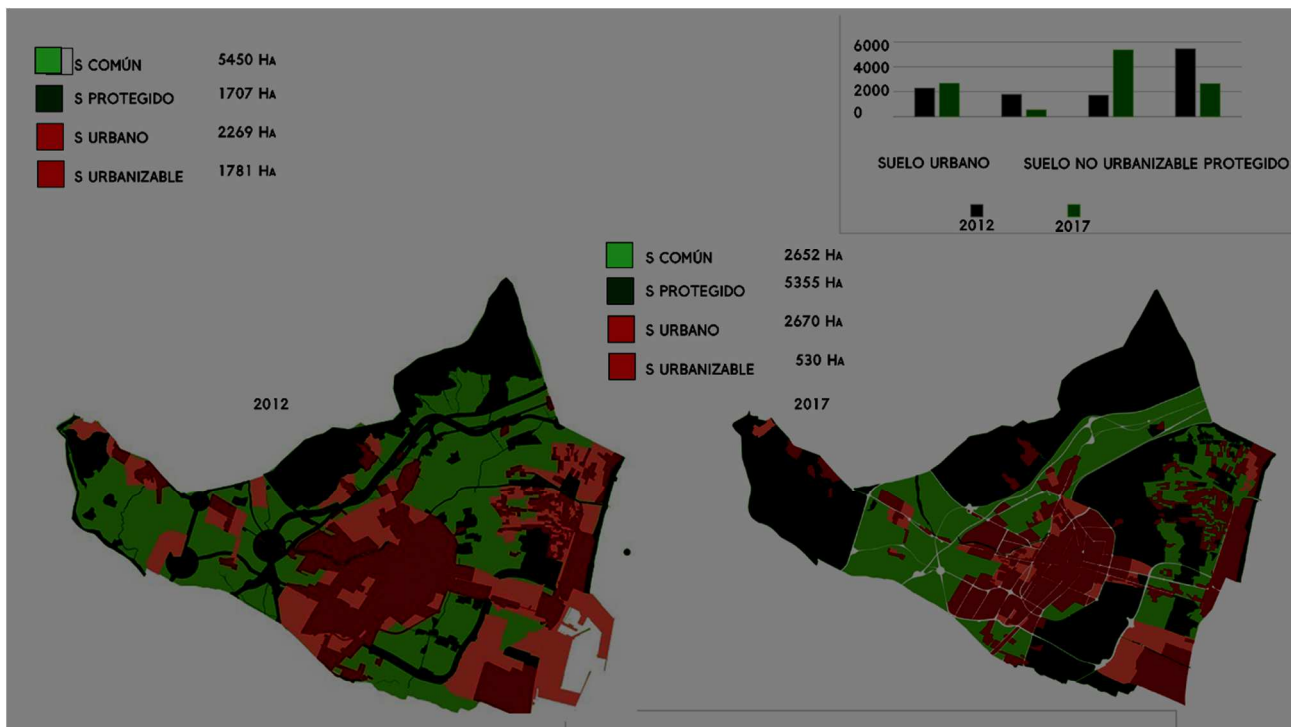 S COMÚN 5450 HA
S PROTEGIDO 1707 HA
S URBANO 2269 HA
S URBANIZABLE 1781 HA
6000
4000
2000
0
SUELO URBANO SUELO NO URBANIZABLE PROTEGIDO
2012 2017
S COMÚN 2652 HA
S PROTEGIDO 5355 HA
S URBANO 2670 HA
S URBANIZABLE 530 HA
2012
2017